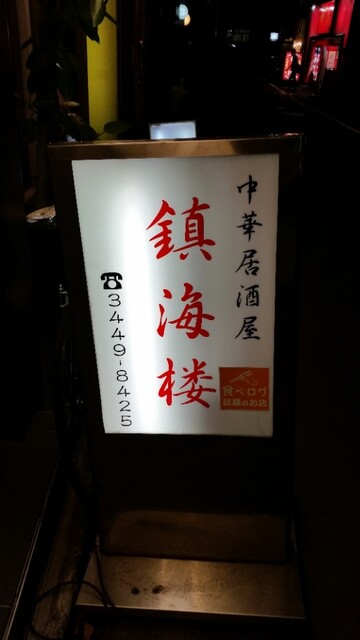 中華居酒屋
鎮海楼
☎3449-8425
食べログ
話題のお店